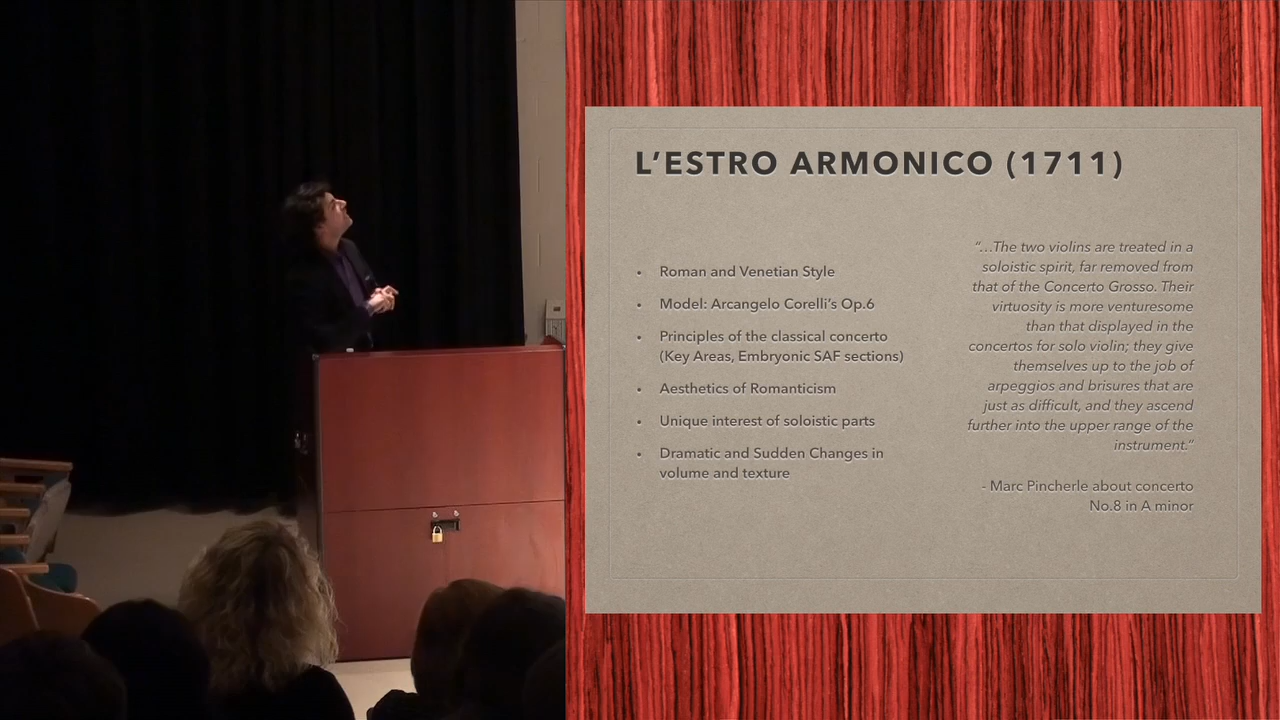 L’ESTRO ARMONICO (1711)
• Roman and Venetian Style
• Model: Arcangelo Corelli’s Op.6
• Principles of the classical concerto
(Key Areas, Embryonic SAF sections)
• Aesthetics of Romanticism
• Unique interest of soloistic parts
• Dramatic and Sudden Changes in
volume and texture
“…The two violins are treated in a
soloistic spirit, far removed from
that of the Concerto Grosso. Their
virtuosity is more venturesome
than that displayed in the
concertos for solo violin; they give
themselves up to the job of
arpeggios and brisures that are
just as difficult, and they ascend
further into the upper range of the
instrument.”
- Marc Pincherle about concerto
No.8 in A minor